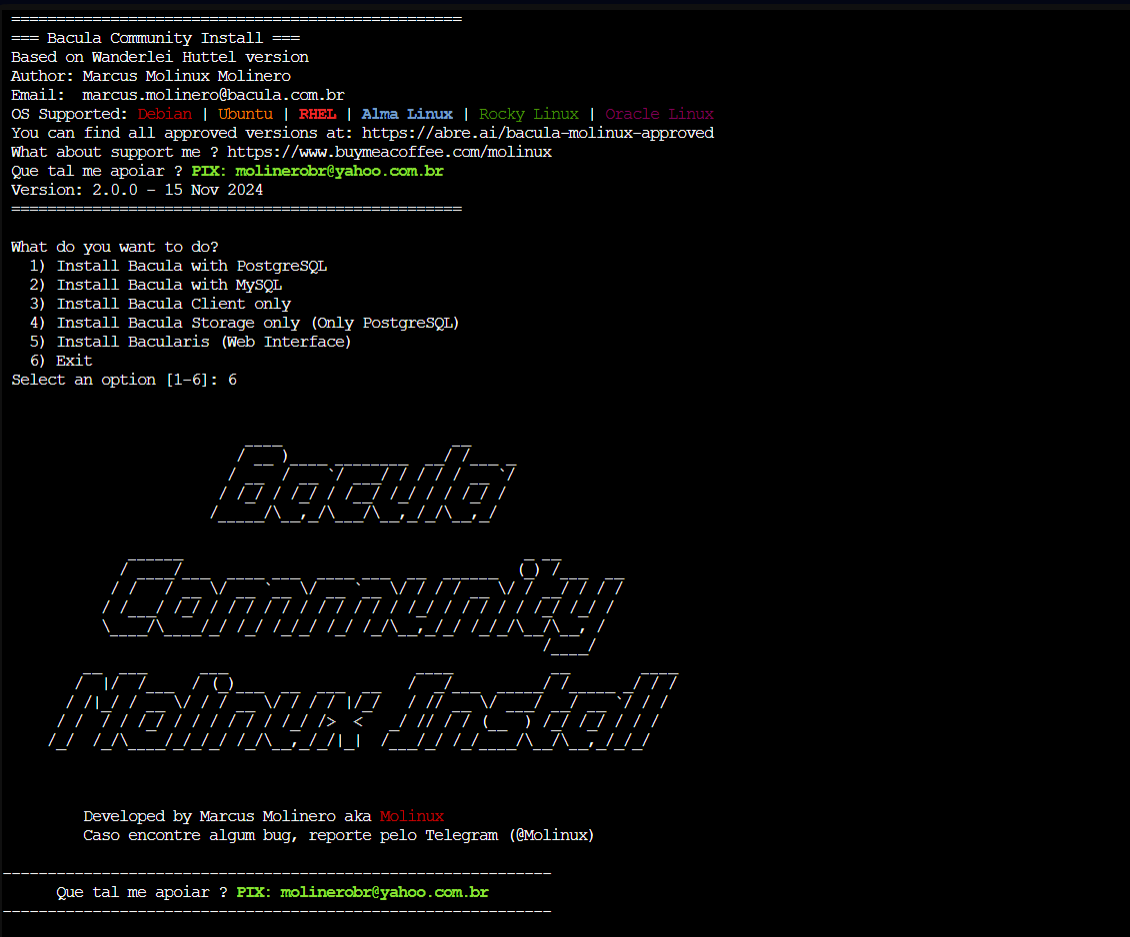 ==================================================
=== Bacula Community Install ===
Based on Wanderlei Huttel version
Author: Marcus Molinux Molinero
Email:  marcus.molinero@bacula.com.br
OS Supported: Debian | Ubuntu | RHEL | Alma Linux | Rocky Linux | Oracle Linux
You can find all approved versions at: https://abre.ai/bacula-molinux-approved
What about support me ? https://www.buymeacoffee.com/molinux
Que tal me apoiar ? PIX: molinerobr@yahoo.com.br
Version: 2.0.0 - 15 Nov 2024
==================================================
What do you want to do?
1) Install Bacula with PostgreSQL
2) Install Bacula with MySQL
3) Install Bacula Client only
4) Install Bacula Storage only (Only PostgreSQL)
5) Install Bacularis (Web Interface)
6) Exit
Select an option [1-6]: 6
Bacula
Community
Molinux Install
Developed by Marcus Molinero aka Molinux
Caso encontre algum bug, reporte pelo Telegram (@Molinux)
-------------------------------------------------------------
Que tal me apoiar ? PIX: molinerobr@yahoo.com.br
-------------------------------------------------------------